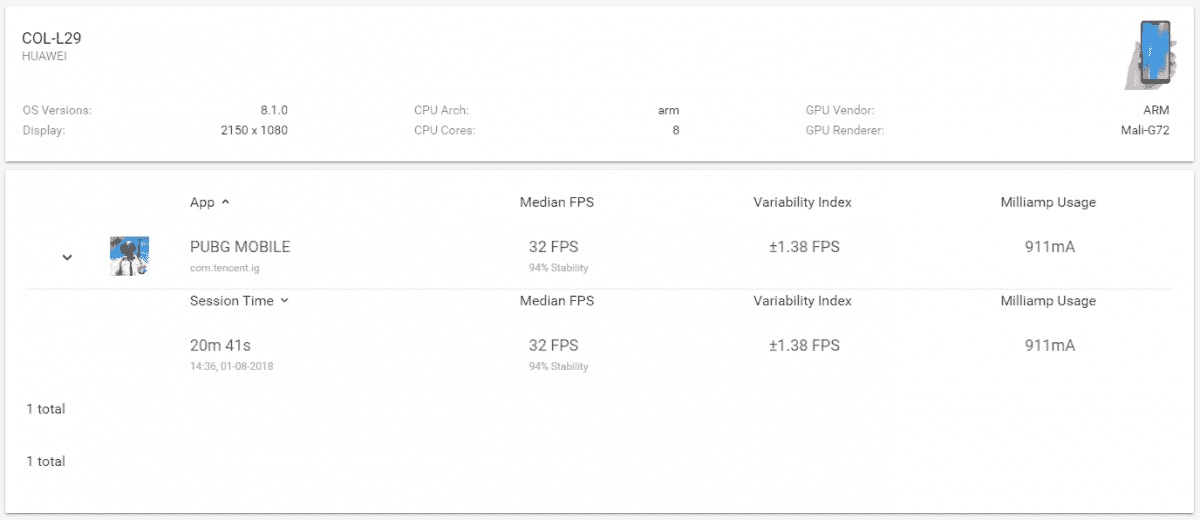 COL-L29
HUAWEI
OS Versions: 8.1.0 CPU Arch: arm GPU Vendor: ARM
Display: 2150 x 1080 CPU Cores: 8 GPU Renderer: Mali-G72
App Median FPS Variability Index Milliamp Usage
PUBG MOBILE 32 FPS ±1.38 FPS 911mA
com.tencent.ig 94% Stability
Session Time Median FPS Variability Index Milliamp Usage
20m 41s 32 FPS ±1.38 FPS 911mA
14:36, 01-08-2018 94% Stability
1 total
1 total